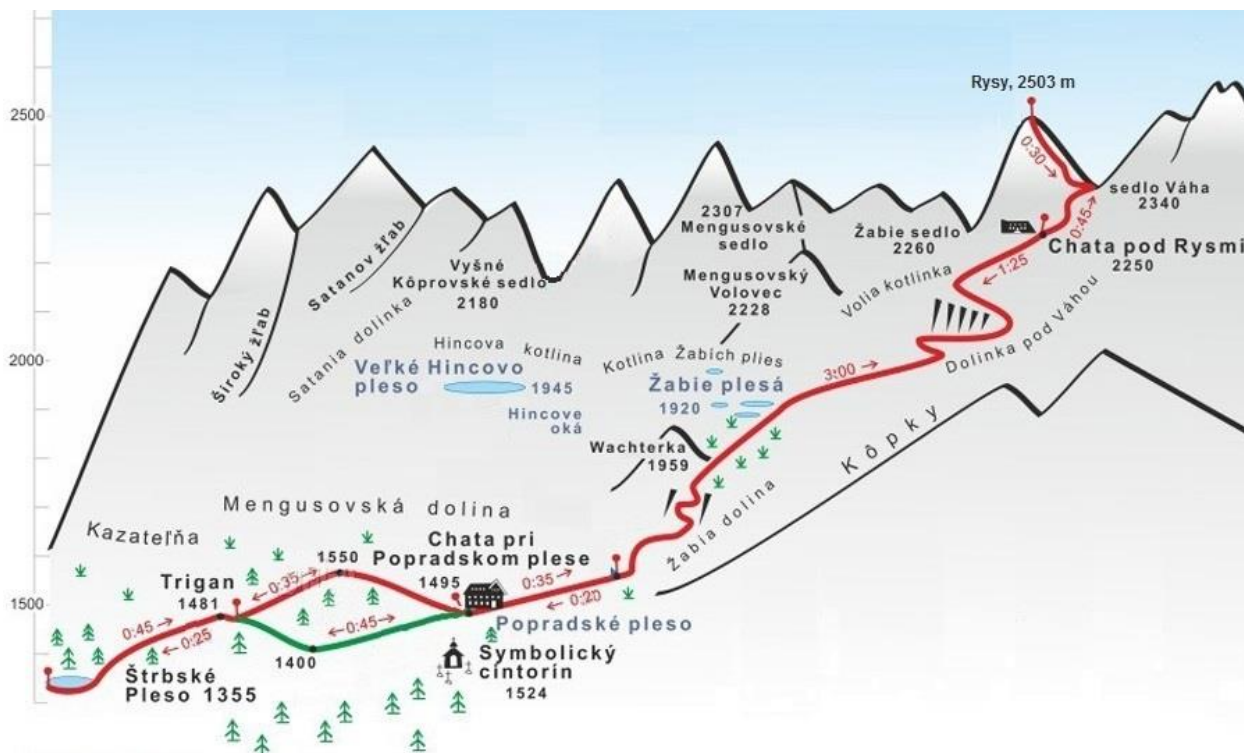 2500
2000
1500
Rysy, 2503 m
0:30 →
sedlo Váha
2340
0:45 →
Chata pod Rysmi
2250
← 1:25
Široký žľab
Satanov žľab
Satania dolinka
Vyšné
Kôprovské sedlo
2180
2307
Mengusovské
sedlo
Žabie sedlo
2260
Mengusovský
Volovec
2228
Volia kotlinka
Dolinka pod Váhou
Hincova kotlina
Veľké Hincovo
pleso
1945
Hincove
oká
Kotlina Žabích plies
Žabie plesá
1920
3:00 →
Wachterka
1959
Kôpky
Žabia dolina
Mengusovská dolina
Kazateľňa
1550
Chata pri
Popradskom plese
1495
Trigan
1481
← 0:35 →
0:35 →
← 0:20
Popradské pleso
0:45 →
← 0:25
←0:45→
1400
Štrbské
Pleso 1355
Symbolický
cintorín
1524